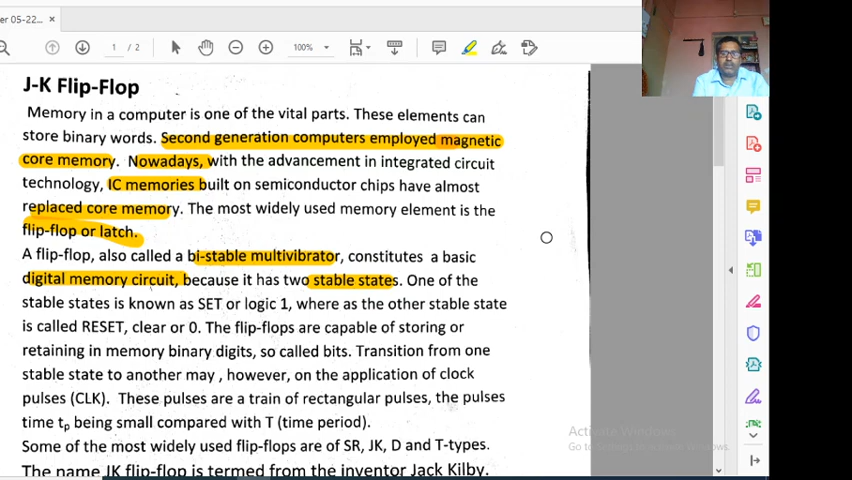 er 05-22... ×
1 / 2
100%
J-K Flip-Flop
Memory in a computer is one of the vital parts. These elements can
store binary words. Second generation computers employed magnetic
core memory. Nowadays, with the advancement in integrated circuit
technology, IC memories built on semiconductor chips have almost
replaced core memory. The most widely used memory element is the
flip-flop or latch.
A flip-flop, also called a bi-stable multivibrator, constitutes a basic
digital memory circuit, because it has two stable states. One of the
stable states is known as SET or logic 1, where as the other stable state
is called RESET, clear or 0. The flip-flops are capable of storing or
retaining in memory binary digits, so called bits. Transition from one
stable state to another may , however, on the application of clock
pulses (CLK). These pulses are a train of rectangular pulses, the pulses
time tp being small compared with T (time period).
Activate Windows
Go to Settings to activate Windows.
Some of the most widely used flip-flops are of SR, JK, D and T-types.
The name JK flip-flop is termed from the inventor Jack Kilby.